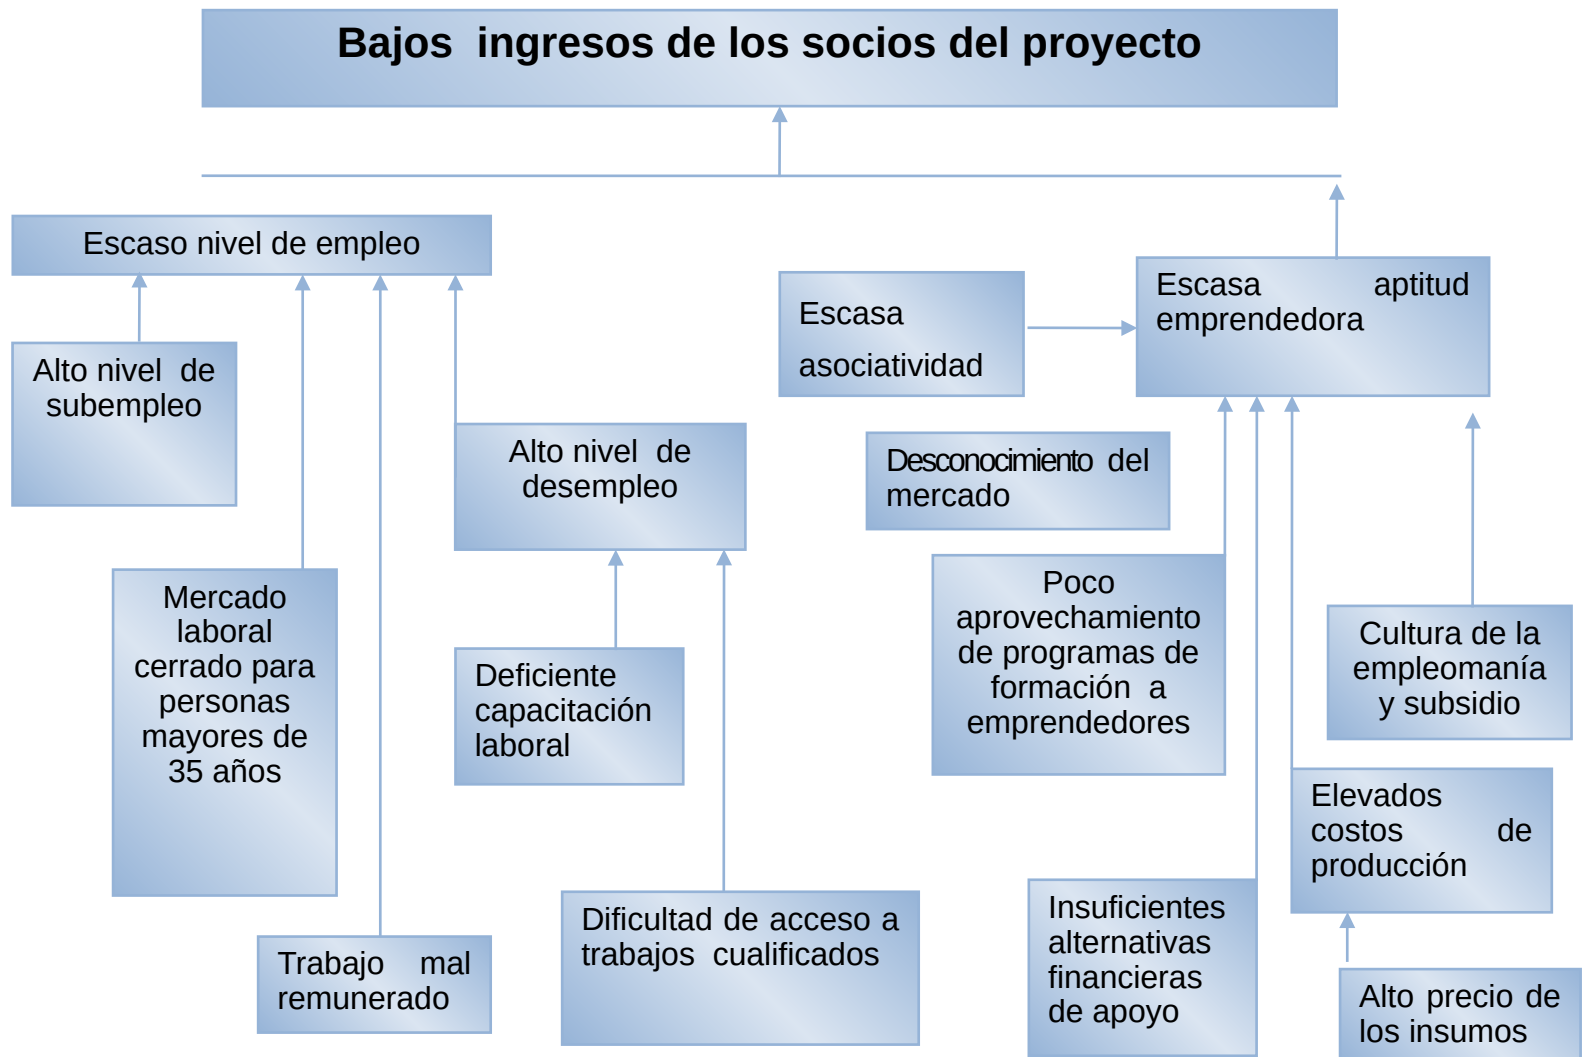 Bajos ingresos de los socios del proyecto
Escaso nivel de empleo
Escasa aptitud
emprendedora
Escasa
asociatividad
Alto nivel de
subempleo
Alto nivel de
desempleo
Desconocimiento del
mercado
Mercado
laboral
cerrado para
personas
mayores de
35 años
Poco
aprovechamiento
de programas de
formación a
emprendedores
Cultura de la
empleomanía
y subsidio
Deficiente
capacitación
laboral
Elevados
costos de
producción
Dificultad de acceso a
trabajos cualificados
Insuficientes
alternativas
financieras
de apoyo
Trabajo mal
remunerado
Alto precio de
los insumos